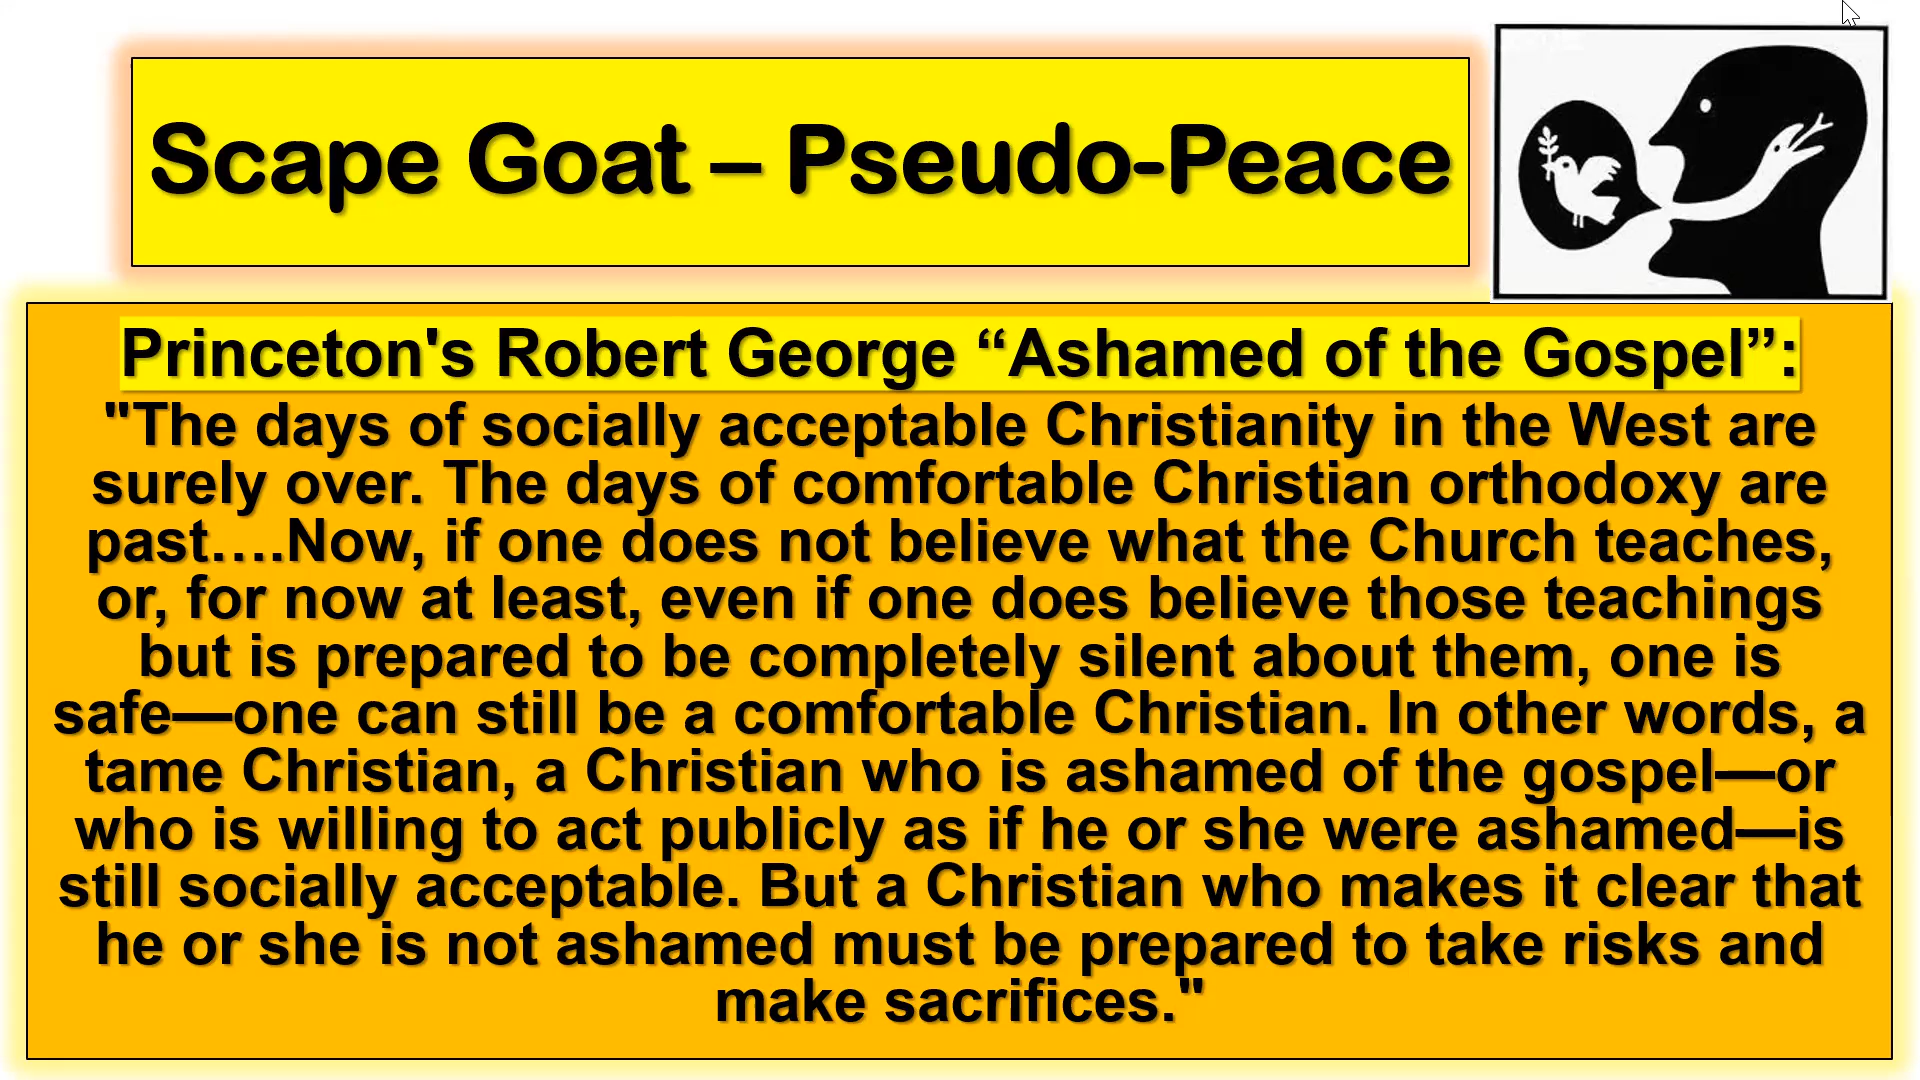 Scape Goat – Pseudo-Peace
Princeton's Robert George “Ashamed of the Gospel”:
"The days of socially acceptable Christianity in the West are
surely over. The days of comfortable Christian orthodoxy are
past….Now, if one does not believe what the Church teaches,
or, for now at least, even if one does believe those teachings
but is prepared to be completely silent about them, one is
safe—one can still be a comfortable Christian. In other words, a
tame Christian, a Christian who is ashamed of the gospel—or
who is willing to act publicly as if he or she were ashamed—is
still socially acceptable. But a Christian who makes it clear that
he or she is not ashamed must be prepared to take risks and
make sacrifices."